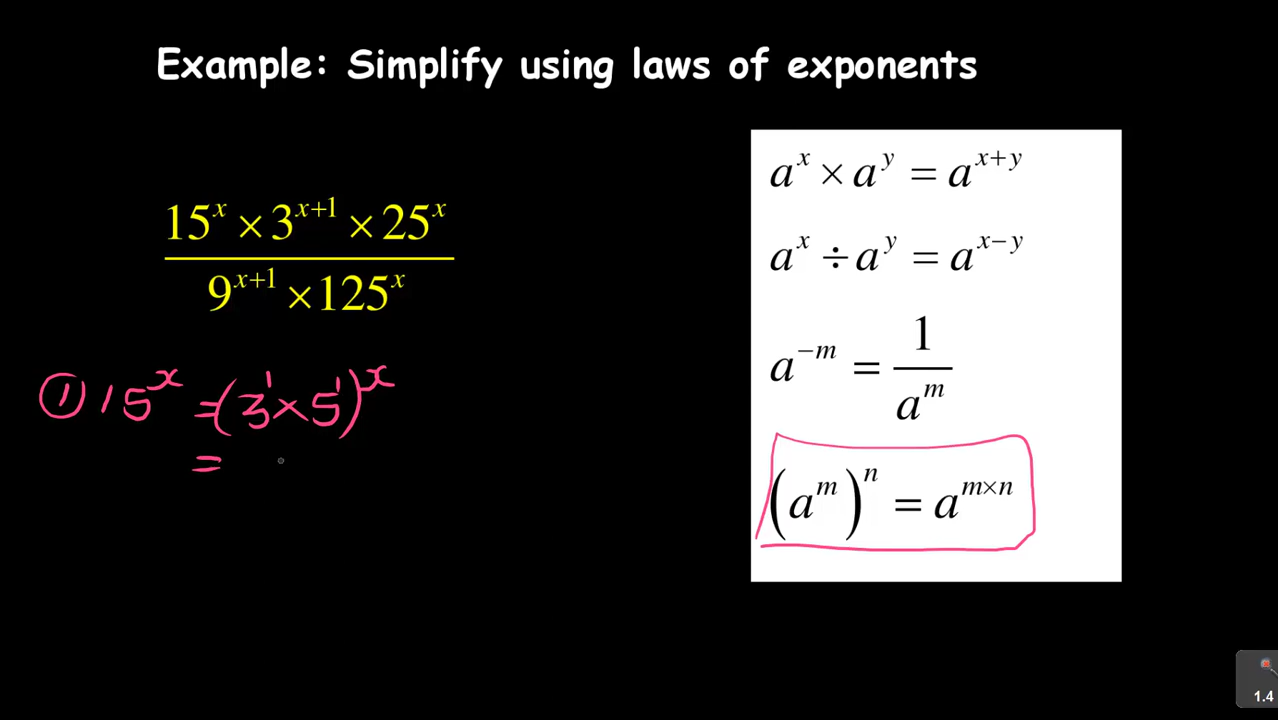 Example: Simplify using laws of exponents
15^x × 3^{x+1} × 25^x
9^{x+1} × 125^x
① 15^x = (3^1 × 5^1)^x
=
a^x × a^y = a^{x+y}
a^x ÷ a^y = a^{x−y}
a^{−m} = 1/a^m
(a^m)^n = a^{m×n}
1.4